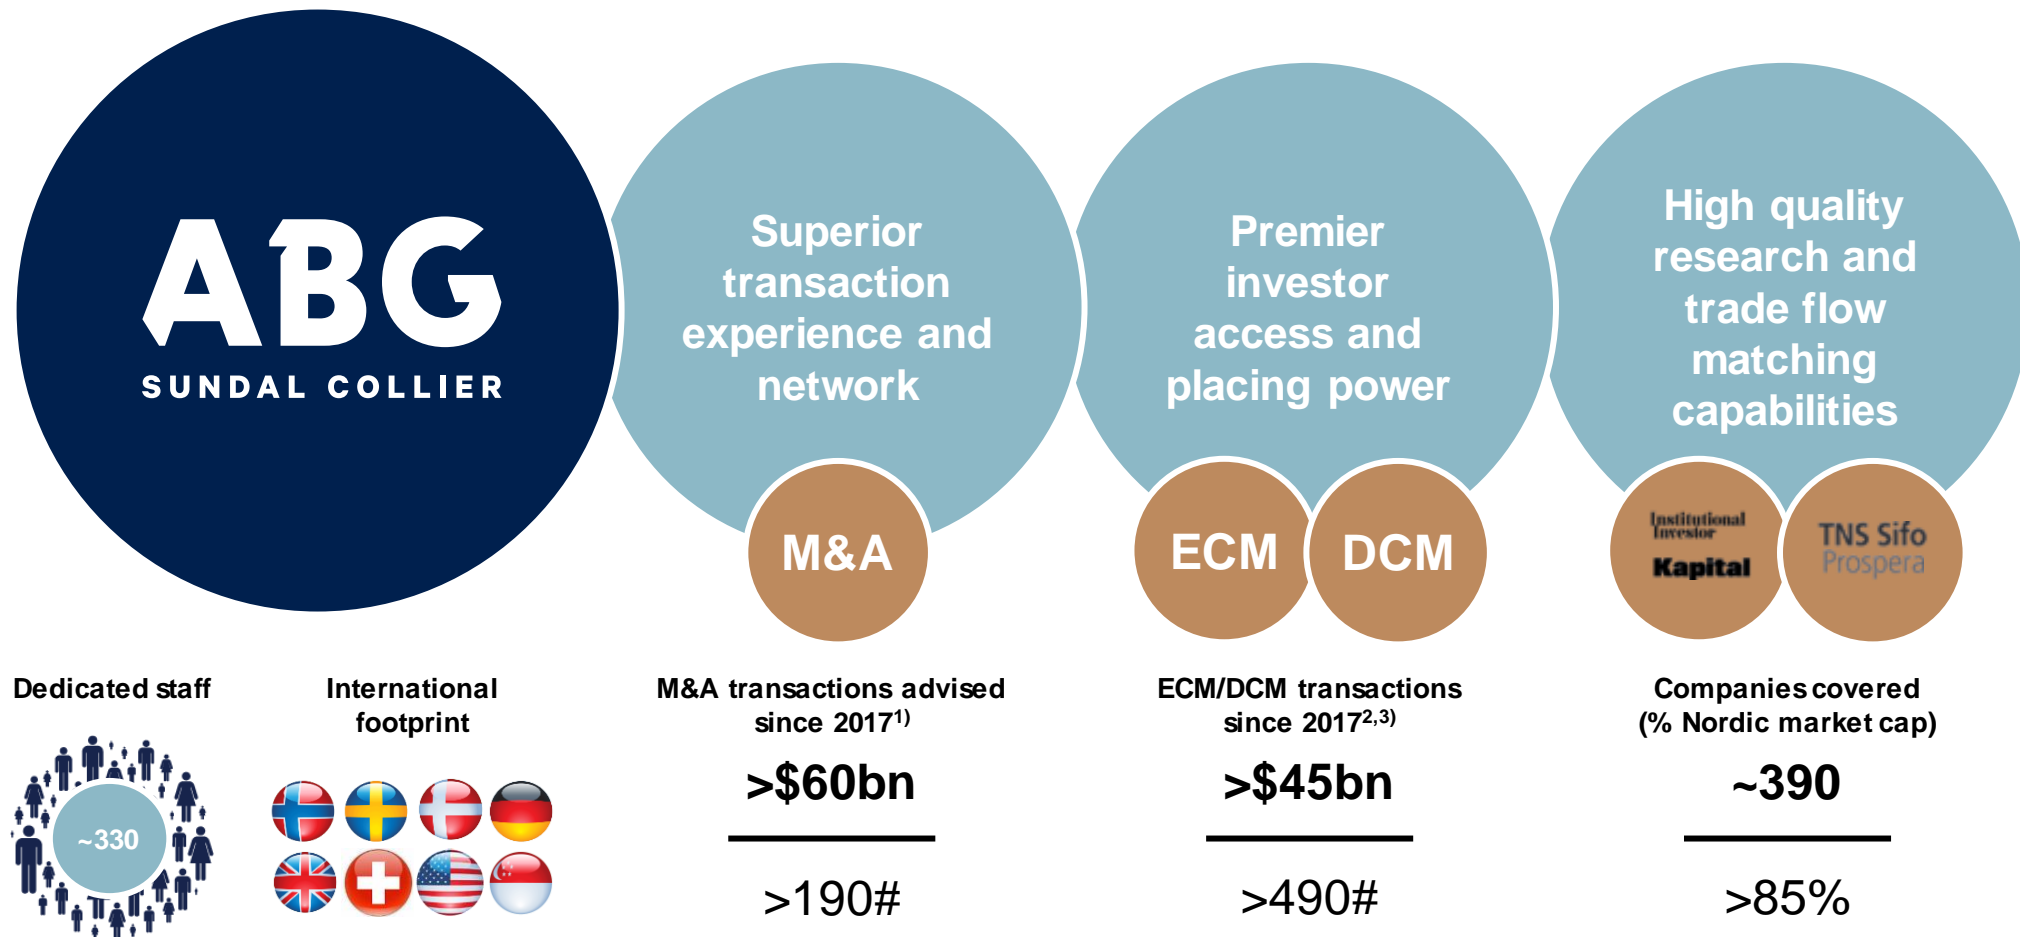 ABG
SUNDAL COLLIER
Superior
transaction
experience and
network
Premier
investor
access and
placing power
High quality
research and
trade flow
matching
capabilities
M&A
ECM
DCM
Institutional
Investor
Kapital
TNS Sifo
Prospera
Dedicated staff
~330
International
footprint
M&A transactions advised
since 2017¹⁾
>$60bn
>190#
ECM/DCM transactions
since 2017²,³⁾
>$45bn
>490#
Companies covered
(% Nordic market cap)
~390
>85%